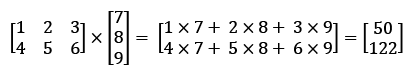 [1 2 3
4 5 6] × [7
8
9] = [1 × 7 + 2 × 8 + 3 × 9
4 × 7 + 5 × 8 + 6 × 9] = [50
122]